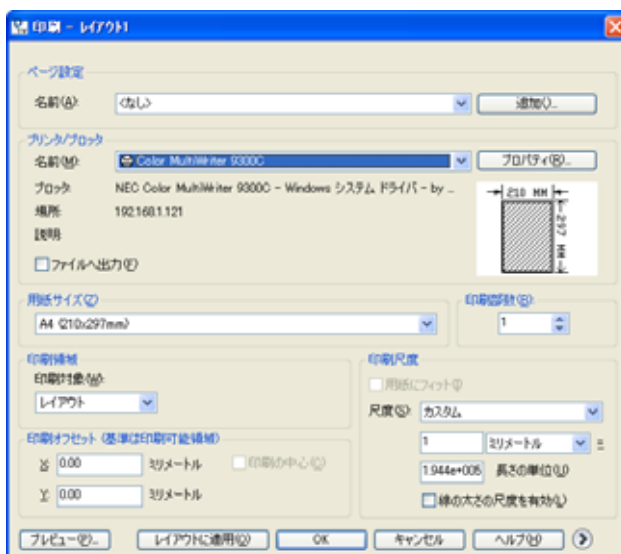 印刷 - レイアウト1
ページ設定
名前(A): <なし> 追加()...
プリンタ/プロッタ
名前(M): Color MultiWriter 9300C プロパティ(R)...
プロッタ: NEC Color MultiWriter 9300C - Windows システム ドライバ - by ...
場所: 192.168.1.121
説明:
210 MM
297 MM
ファイルへ出力(F)
用紙サイズ(Z)
印刷部数(B):
A4 (210x297mm)
1
印刷領域
印刷対象(W):
レイアウト
印刷尺度
用紙にフィット(I)
尺度(S): カスタム
1 ミリメートル =
1.944e+005 長さの単位(U)
線の太さの尺度を有効(L)
印刷オフセット (基準は印刷可能領域)
X: 0.00 ミリメートル 印刷の中心(C)
Y: 0.00 ミリメートル
プレビュー(P)... レイアウトに適用(O) OK キャンセル ヘルプ(H)